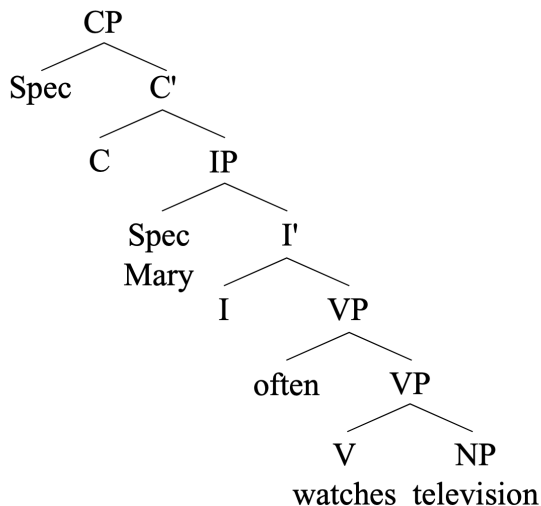 CP
Spec C'
C IP
Spec I'
Mary
I VP
often VP
V NP
watches television